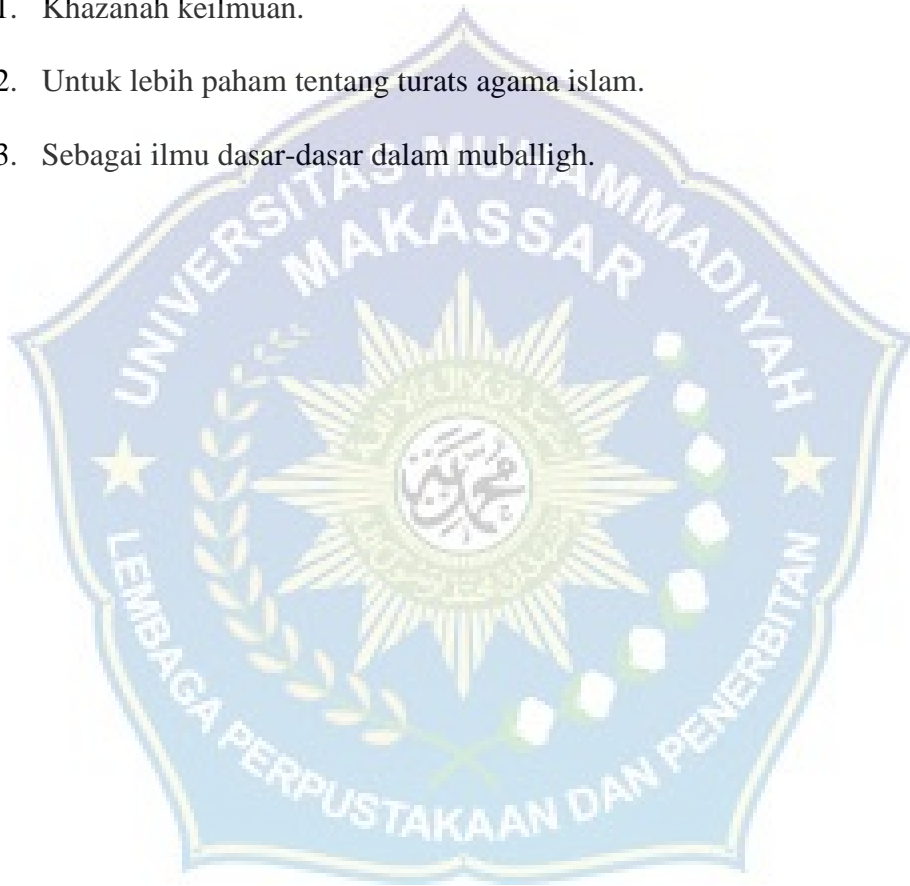 1. Khazanah keilmuan.
2. Untuk lebih paham tentang turats agama islam.
3. Sebagai ilmu dasar-dasar dalam muballigh.
UNIVERSITAS MUHAMMADIYAH
MAKASSAR
LEMBAGA PERPUSTAKAAN DAN PENERBITAN